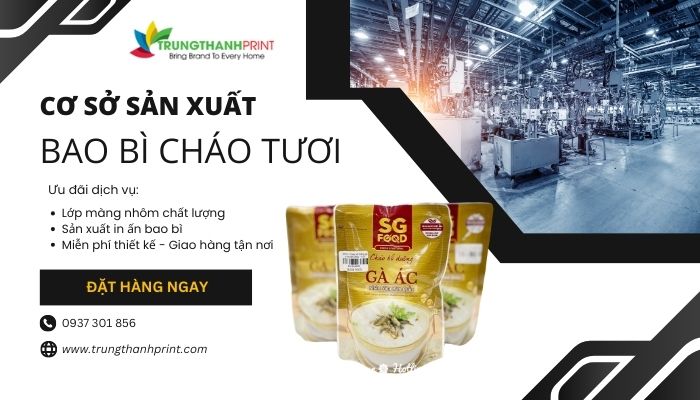 TRUNGTHANHPRINT
Bring Brand To Every Home
CƠ SỞ SẢN XUẤT
BAO BÌ CHÁO TƯƠI
Ưu đãi dịch vụ:
Lớp màng nhôm chất lượng
Sản xuất in ấn bao bì
Miễn phí thiết kế - Giao hàng tận nơi
ĐẶT HÀNG NGAY
0937 301 856
www.trungthanhprint.com
SG
FOOD
Cháo bổ dưỡng
GÀ ÁC
Hotline